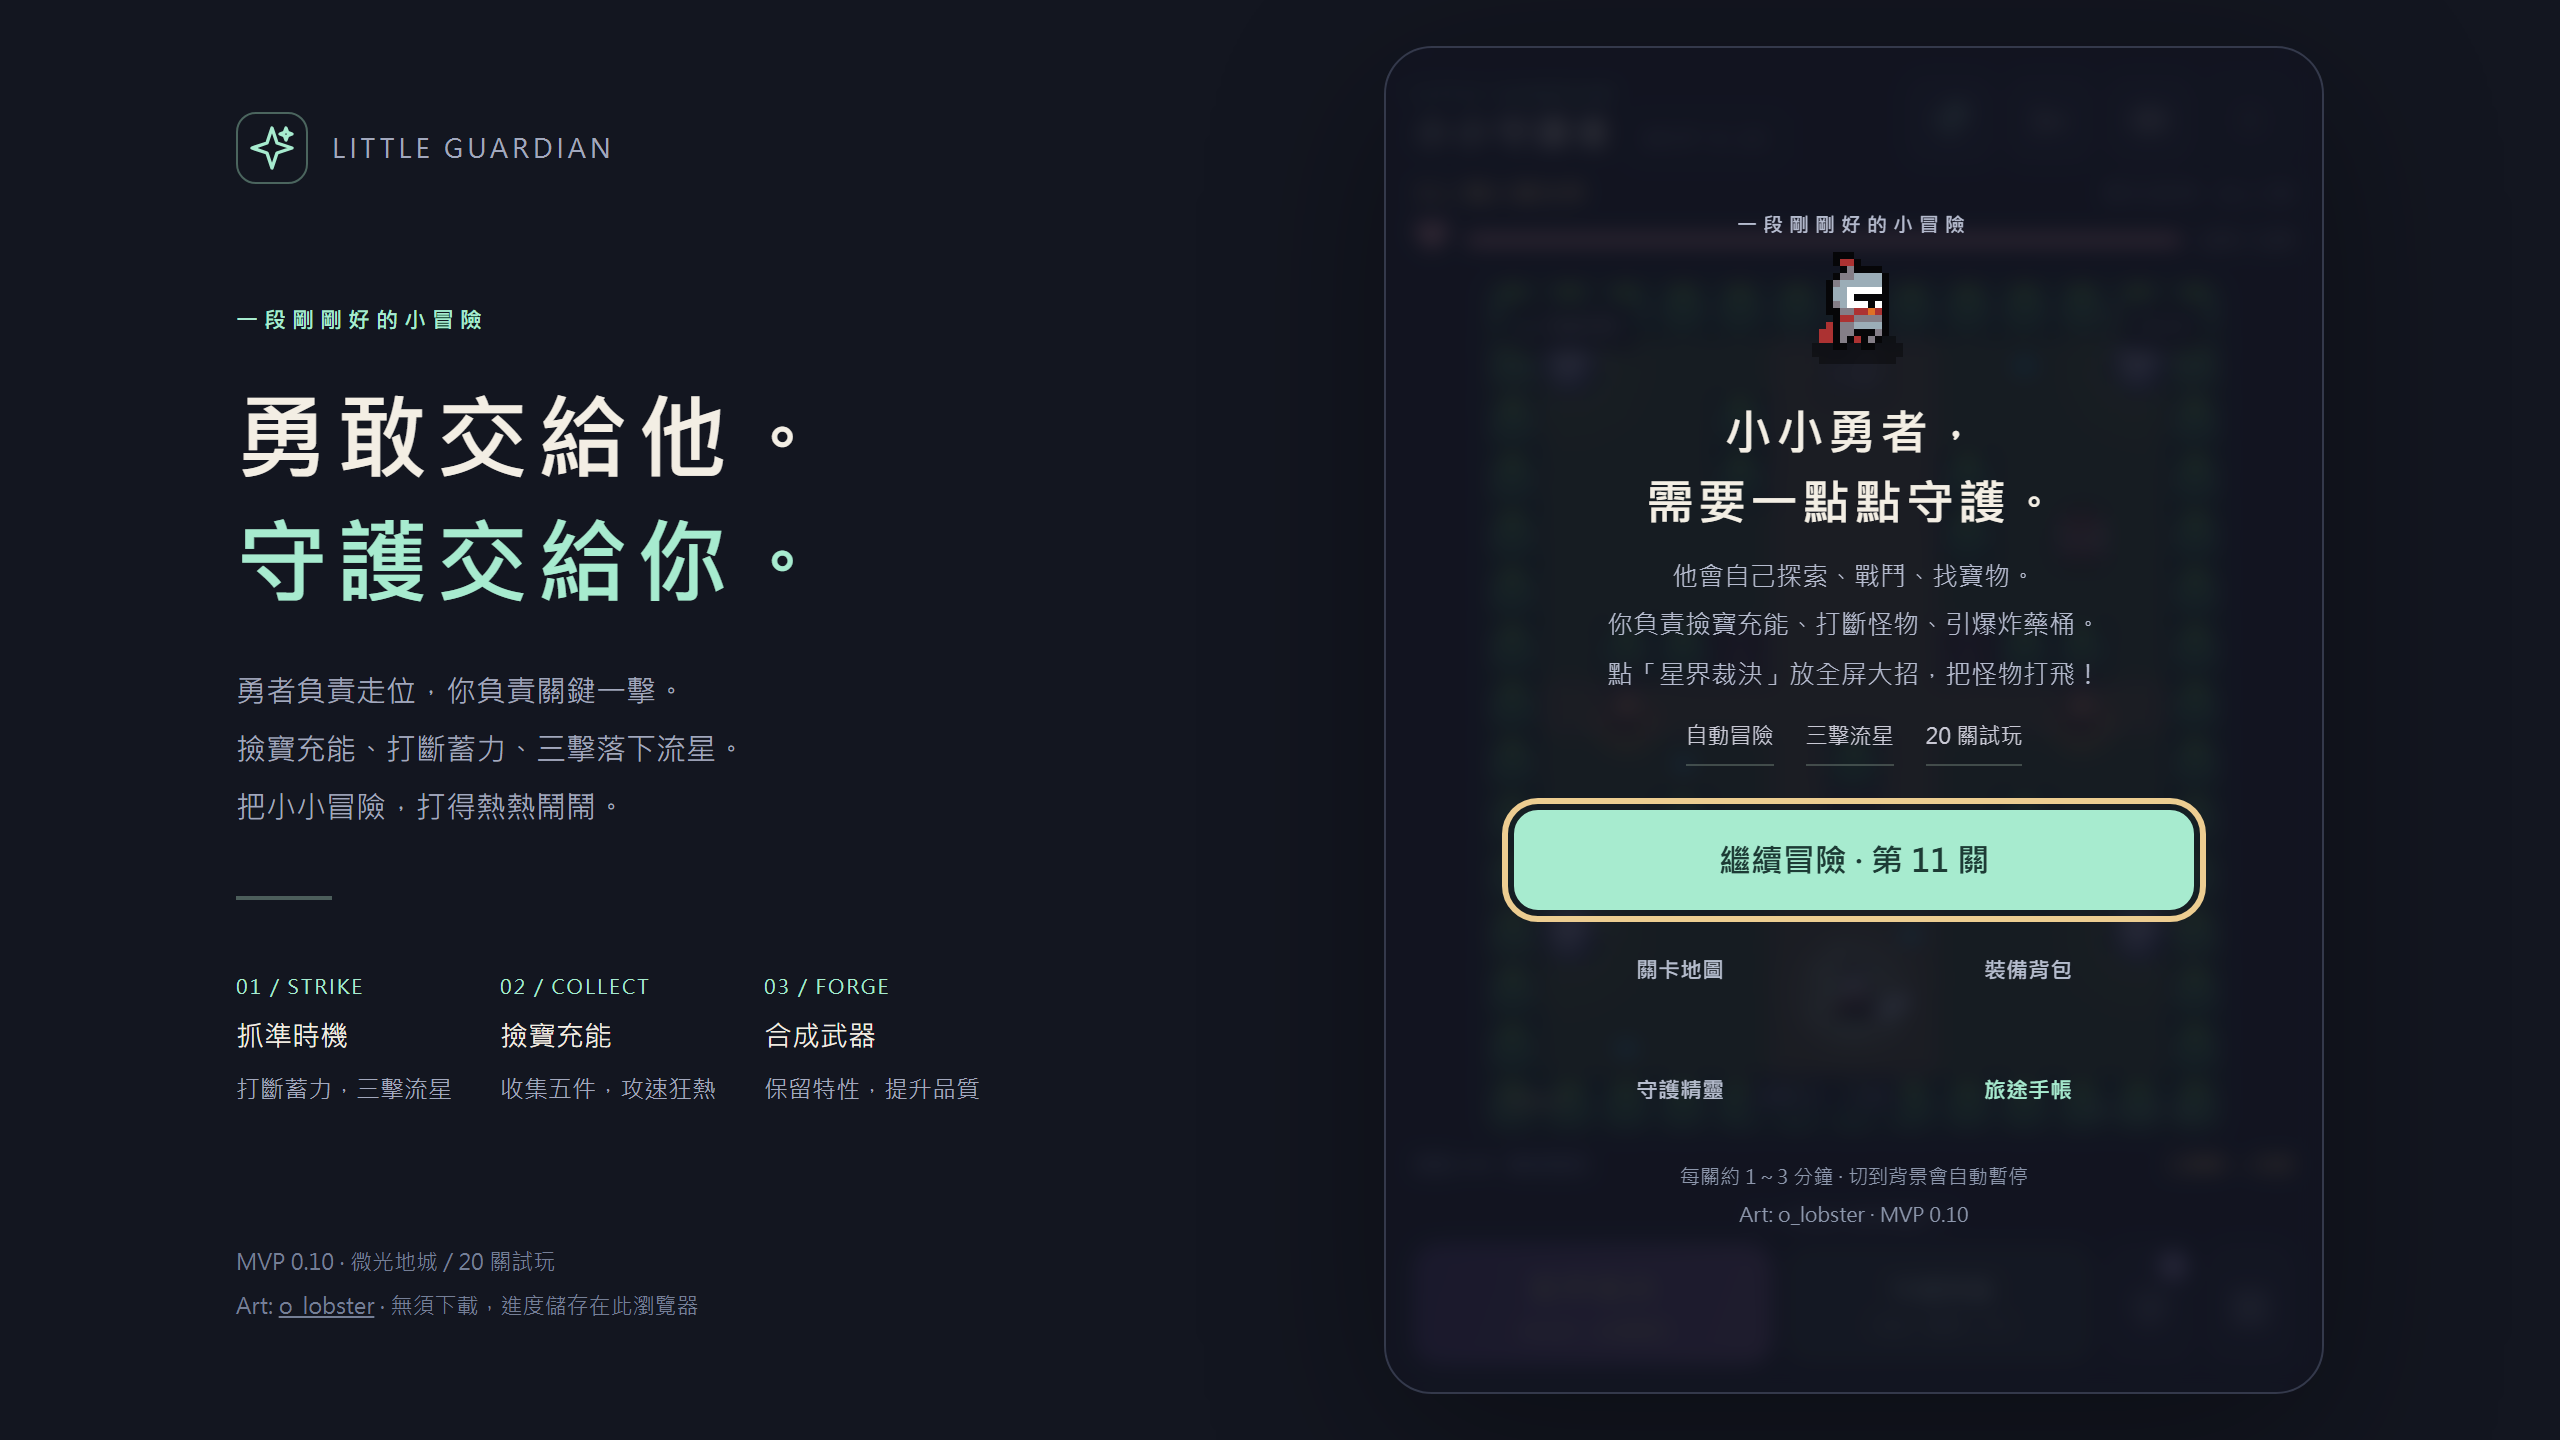 LITTLE GUARDIAN
一段剛剛好的小冒險
勇敢交給他。
守護交給你。
勇者負責走位，你負責關鍵一擊。
撿寶充能、打斷蓄力、三擊落下流星。
把小小冒險，打得熱熱鬧鬧。
01 / STRIKE
抓準時機
打斷蓄力，三擊流星
02 / COLLECT
撿寶充能
收集五件，攻速狂熱
03 / FORGE
合成武器
保留特性，提升品質
MVP 0.10 · 微光地城 / 20 關試玩
Art: o_lobster · 無須下載，進度儲存在此瀏覽器
一段剛剛好的小冒險
小小勇者，
需要一點點守護。
他會自己探索、戰鬥、找寶物。
你負責撿寶充能、打斷怪物、引爆炸藥桶。
點「星界裁決」放全屏大招，把怪物打飛！
自動冒險 三擊流星 20 關試玩
繼續冒險 · 第 11 關
關卡地圖 裝備背包
守護精靈 旅途手帳
每關約 1～3 分鐘 · 切到背景會自動暫停
Art: o_lobster · MVP 0.10